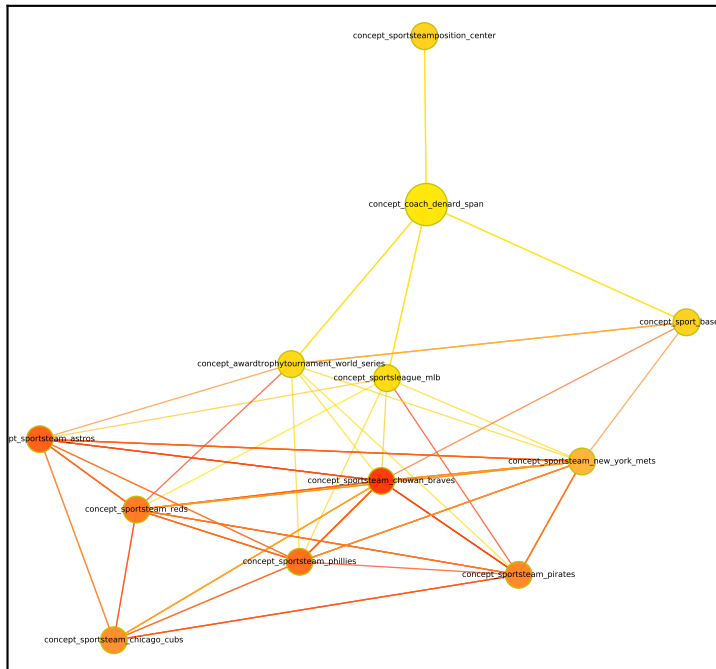 concept_sportsteamposition_center
concept_coach_denard_span
concept_sport_base
concept_awardtrophytournament_world_series
concept_sportsleague_mlb
pt_sportsteam_astros
concept_sportsteam_new_york_mets
concept_sportsteam_chowan_braves
concept_sportsteam_reds
concept_sportsteam_phillies
concept_sportsteam_pirates
concept_sportsteam_chicago_cubs